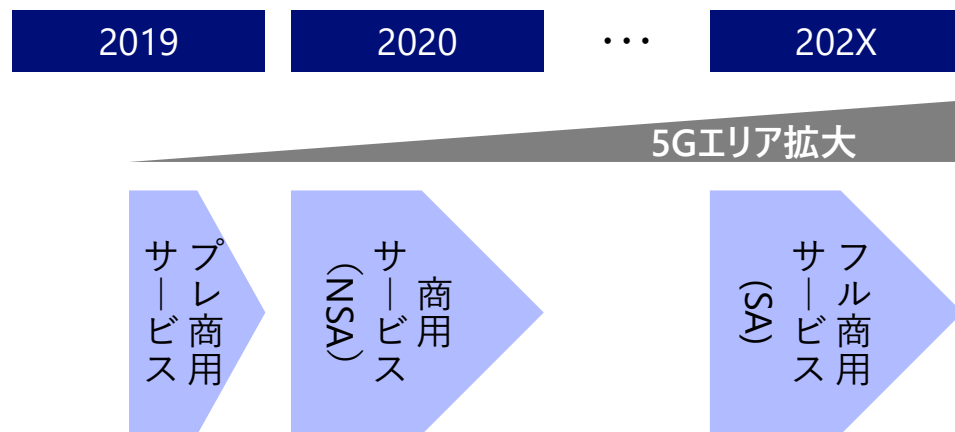 2019
2020
・・・
202X
5Gエリア拡大
プレ商用
サービス
商用
サービス
(NSA)
フル商用
サービス
(SA)